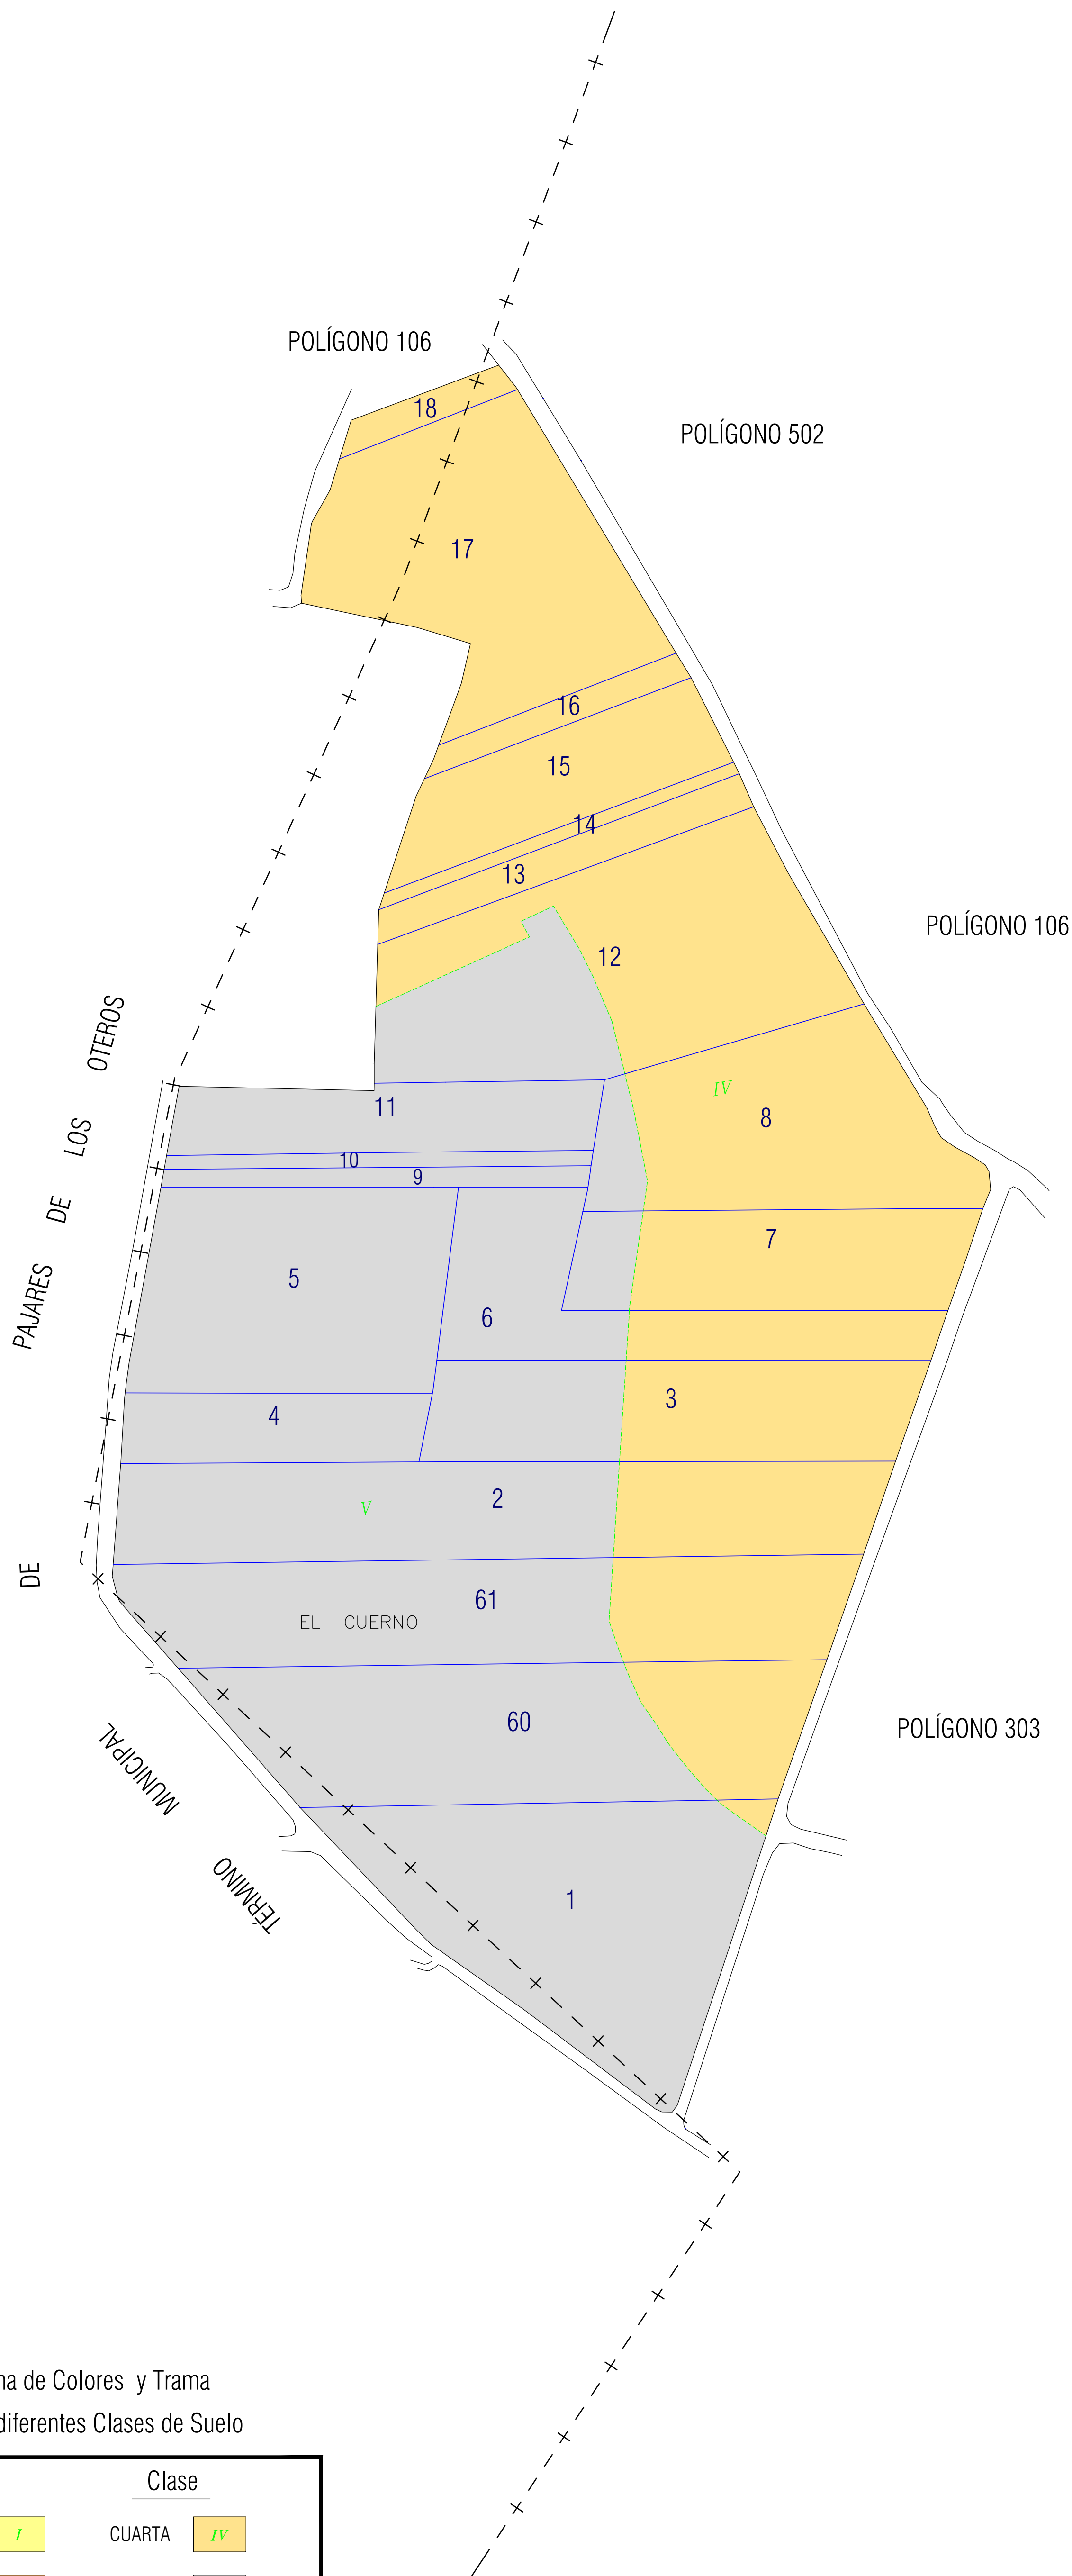 POLÍGONO 106
18
POLÍGONO 502
17
16
15
14
13
POLÍGONO 106
12
IV
8
11
10
9
7
5
6
3
4
2
V
61
EL CUERNO
60
POLÍGONO 303
1
TÉRMINO MUNICIPAL DE PAJARES DE LOS OTEROS
de Colores y Trama
diferentes Clases de Suelo
Clase
I
CUARTA IV